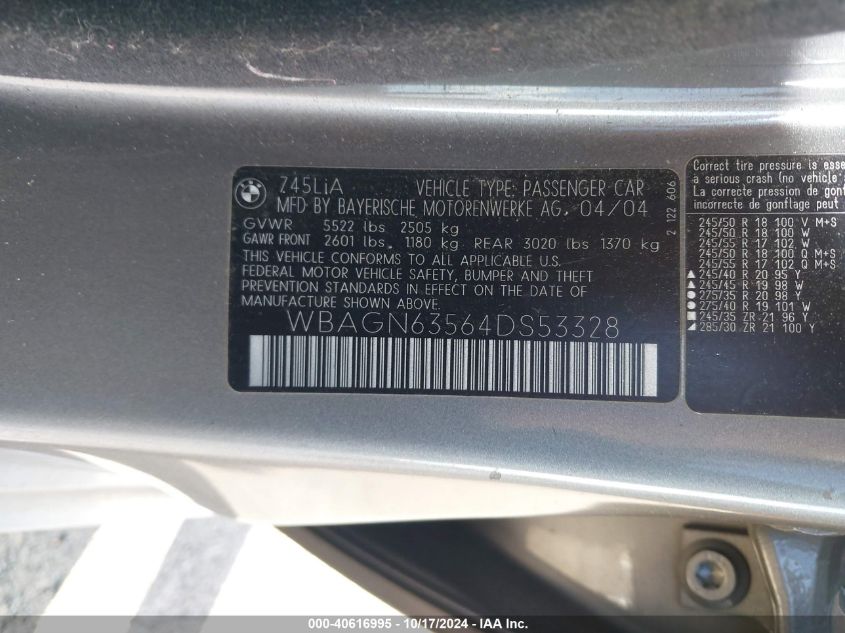 BMW
745LiA VEHICLE TYPE: PASSENGER CAR
MFD BY BAYERISCHE MOTORENWERKE AG, 04/04
GVWR 5522 lbs 2505 kg
GAWR FRONT 2601 lbs 1180 kg REAR 3020 lbs 1370 kg
THIS VEHICLE CONFORMS TO ALL APPLICABLE U.S.
FEDERAL MOTOR VEHICLE SAFETY, BUMPER AND THEFT
PREVENTION STANDARDS IN EFFECT ON THE DATE OF
MANUFACTURE SHOWN ABOVE.
WBAGN63564DS53328
2 122 606
Correct tire pressure is esse
a serious crash (no vehicle
La correcte pression de gonf
incorrecte de gonflage peut
245/50 R 18 100 V M+S
245/50 R 18 100 W
245/55 R 17 102 W
245/50 R 18 100 Q M+S
245/55 R 17 102 Q M+S
245/40 R 20 95 Y
245/45 R 19 98 W
275/35 R 20 98 Y
275/40 R 19 101 W
245/35 ZR 21 96 Y
285/30 ZR 21 100 Y
000-40616995 - 10/17/2024 - IAA Inc.